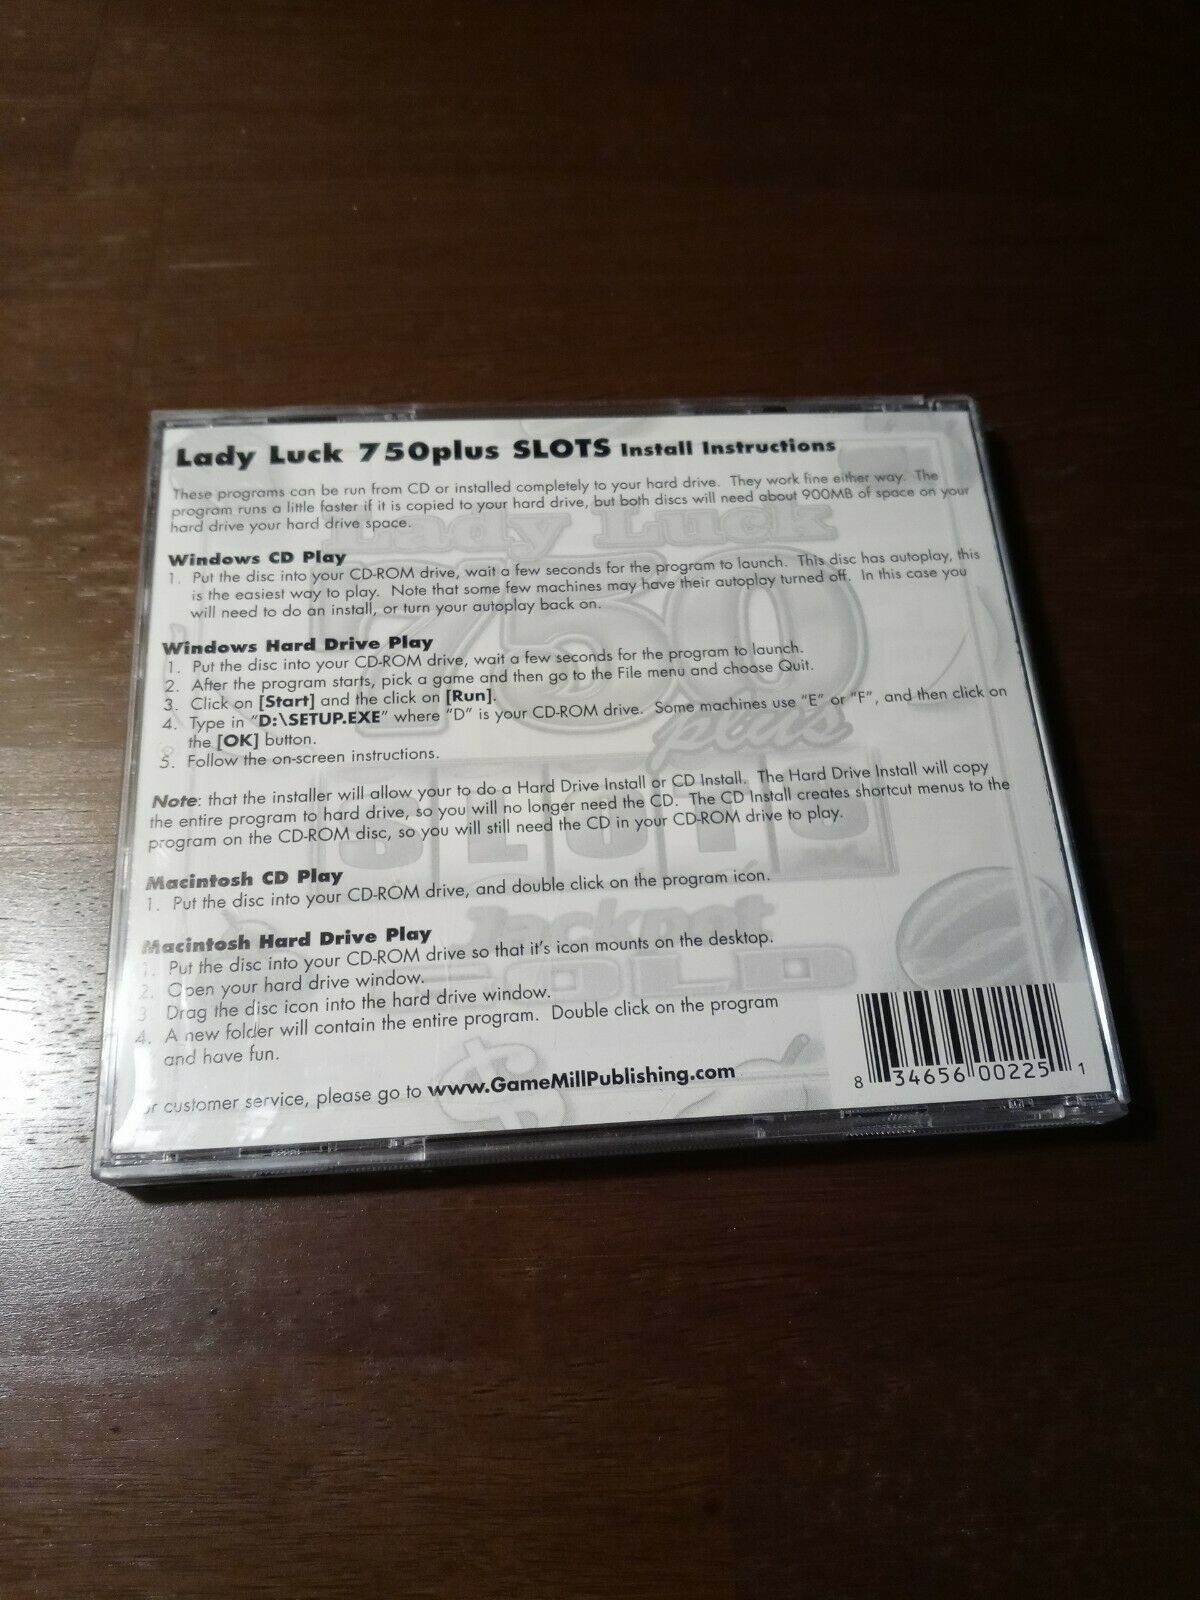 Lady Luck 750plus SLOTS Install Instructions
These programs can be run from CD or installed completely to your hard drive. They work fine either way. The
program runs a little faster if it is copied to your hard drive, but both discs will need about 900MB of space on your
hard drive your hard drive space.
Windows CD Play
1. Put the disc into your CD-ROM drive, wait a few seconds for the program to launch. This disc has autoplay, this
is the easiest way to play. Note that some few machines may have their autoplay turned off. In this case you
will need to do an install, or turn your autoplay back on.
Windows Hard Drive Play
1. Put the disc into your CD-ROM drive, wait a few seconds for the program to launch.
2. After the program starts, pick a game and then go to the File menu and choose Quit.
3. Click on [Start] and the click on [Run].
4. Type in "D:\SETUP.EXE" where "D" is your CD-ROM drive. Some machines use "E" or "F", and then click on
the [OK] button.
5. Follow the on-screen instructions.
Note: that the installer will allow your to do a Hard Drive Install or CD Install. The Hard Drive Install will copy
the entire program to hard drive, so you will no longer need the CD. The CD Install creates shortcut menus to the
program on the CD-ROM disc, so you will still need the CD in your CD-ROM drive to play.
Macintosh CD Play
1. Put the disc into your CD-ROM drive, and double click on the program icon.
Macintosh Hard Drive Play
1. Put the disc into your CD-ROM drive so that it's icon mounts on the desktop.
2. Open your hard drive window.
3 Drag the disc icon into the hard drive window.
4. A new folder will contain the entire program. Double click on the program
and have fun.
or customer service, please go to www.GameMillPublishing.com
8 34656 00225 1
Lady Luck
750
plus
SLOTS
Jackpot
GOLD